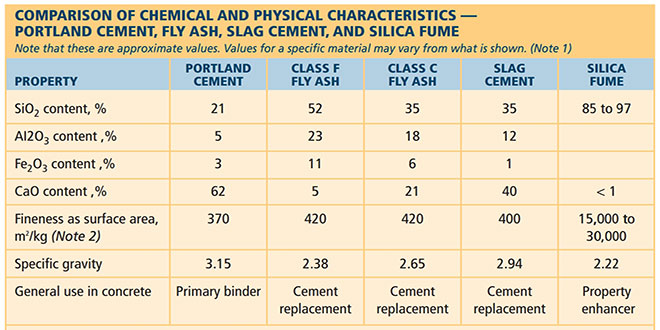 COMPARISON OF CHEMICAL AND PHYSICAL CHARACTERISTICS —
PORTLAND CEMENT, FLY ASH, SLAG CEMENT, AND SILICA FUME
Note that these are approximate values. Values for a specific material may vary from what is shown. (Note 1)
PROPERTY PORTLAND CEMENT CLASS F FLY ASH CLASS C FLY ASH SLAG CEMENT SILICA FUME
SiO₂ content, % 21 52 35 35 85 to 97
Al2O₃ content ,% 5 23 18 12
Fe₂O₃ content ,% 3 11 6 1
CaO content ,% 62 5 21 40 < 1
Fineness as surface area, m²/kg (Note 2) 370 420 420 400 15,000 to 30,000
Specific gravity 3.15 2.38 2.65 2.94 2.22
General use in concrete Primary binder Cement replacement Cement replacement Cement replacement Property enhancer